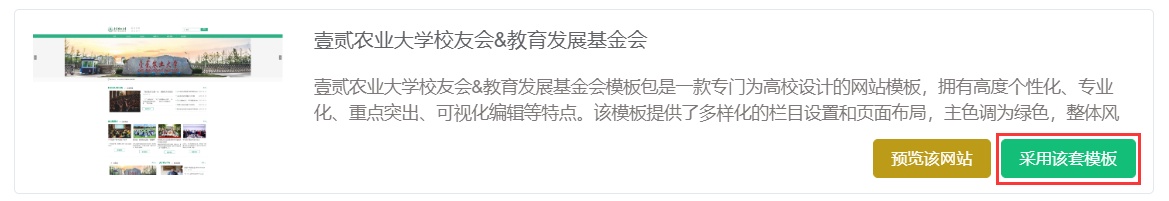 壹贰农业大学校友会&教育发展基金会
壹贰农业大学校友会&教育发展基金会模板包是一款专门为高校设计的网站模板，拥有高度个性化、专业
化、重点突出、可视化编辑等特点。该模板提供了多样化的栏目设置和页面布局，主色调为绿色，整体风
预览该网站 采用该套模板